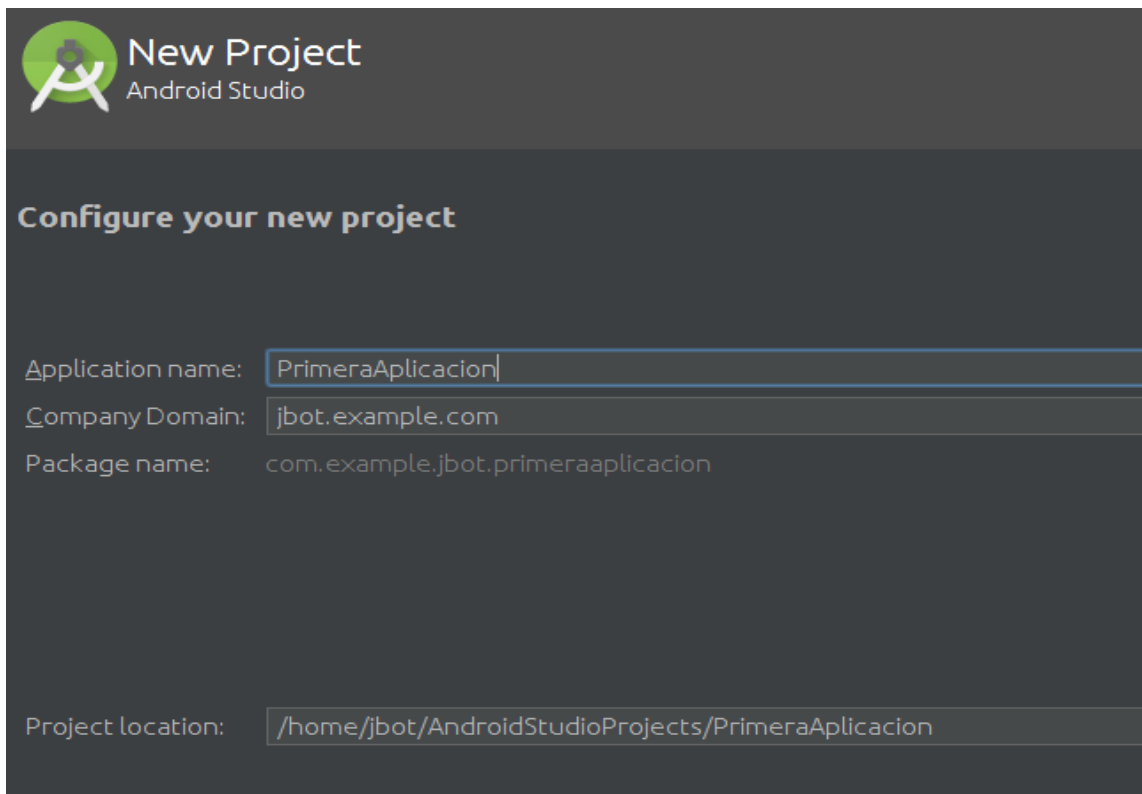 New Project
Android Studio
Configure your new project
Application name: PrimeraAplicacion
Company Domain: jbot.example.com
Package name: com.example.jbot.primeraaplicacion
Project location: /home/jbot/AndroidStudioProjects/PrimeraAplicacion